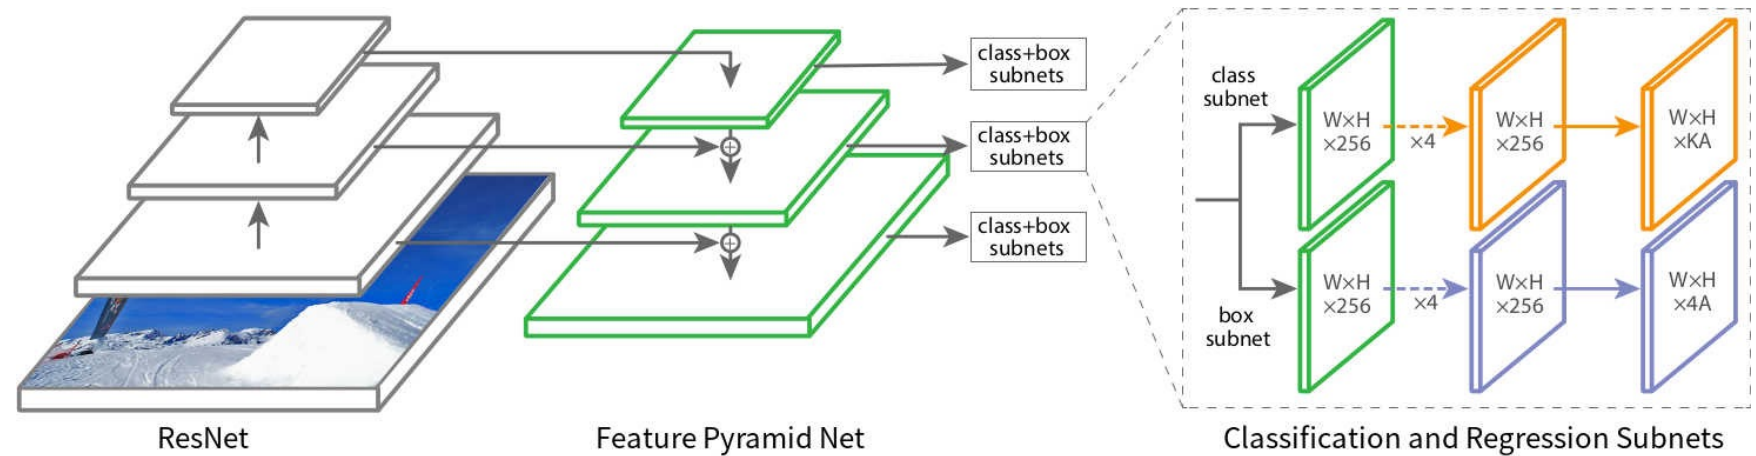 class+box
subnets
class+box
subnets
class+box
subnets
class
subnet
W×H
×256
×4
W×H
×256
W×H
×KA
box
subnet
W×H
×256
×4
W×H
×256
W×H
×4A
ResNet
Feature Pyramid Net
Classification and Regression Subnets